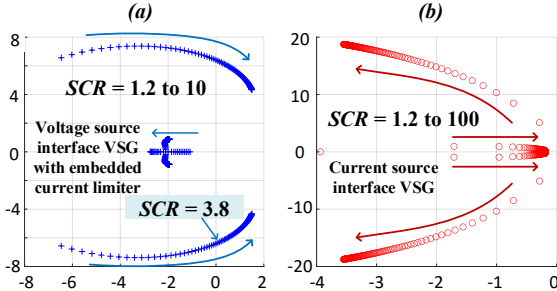 (a)
8
4
0
-4
-8
-8
-6
-4
-2
0
2
SCR = 1.2 to 10
Voltage source
interface VSG
with embedded
current limiter
SCR = 3.8
(b)
20
10
0
-10
-20
-4
-3
-2
-1
0
SCR = 1.2 to 100
Current source
interface VSG